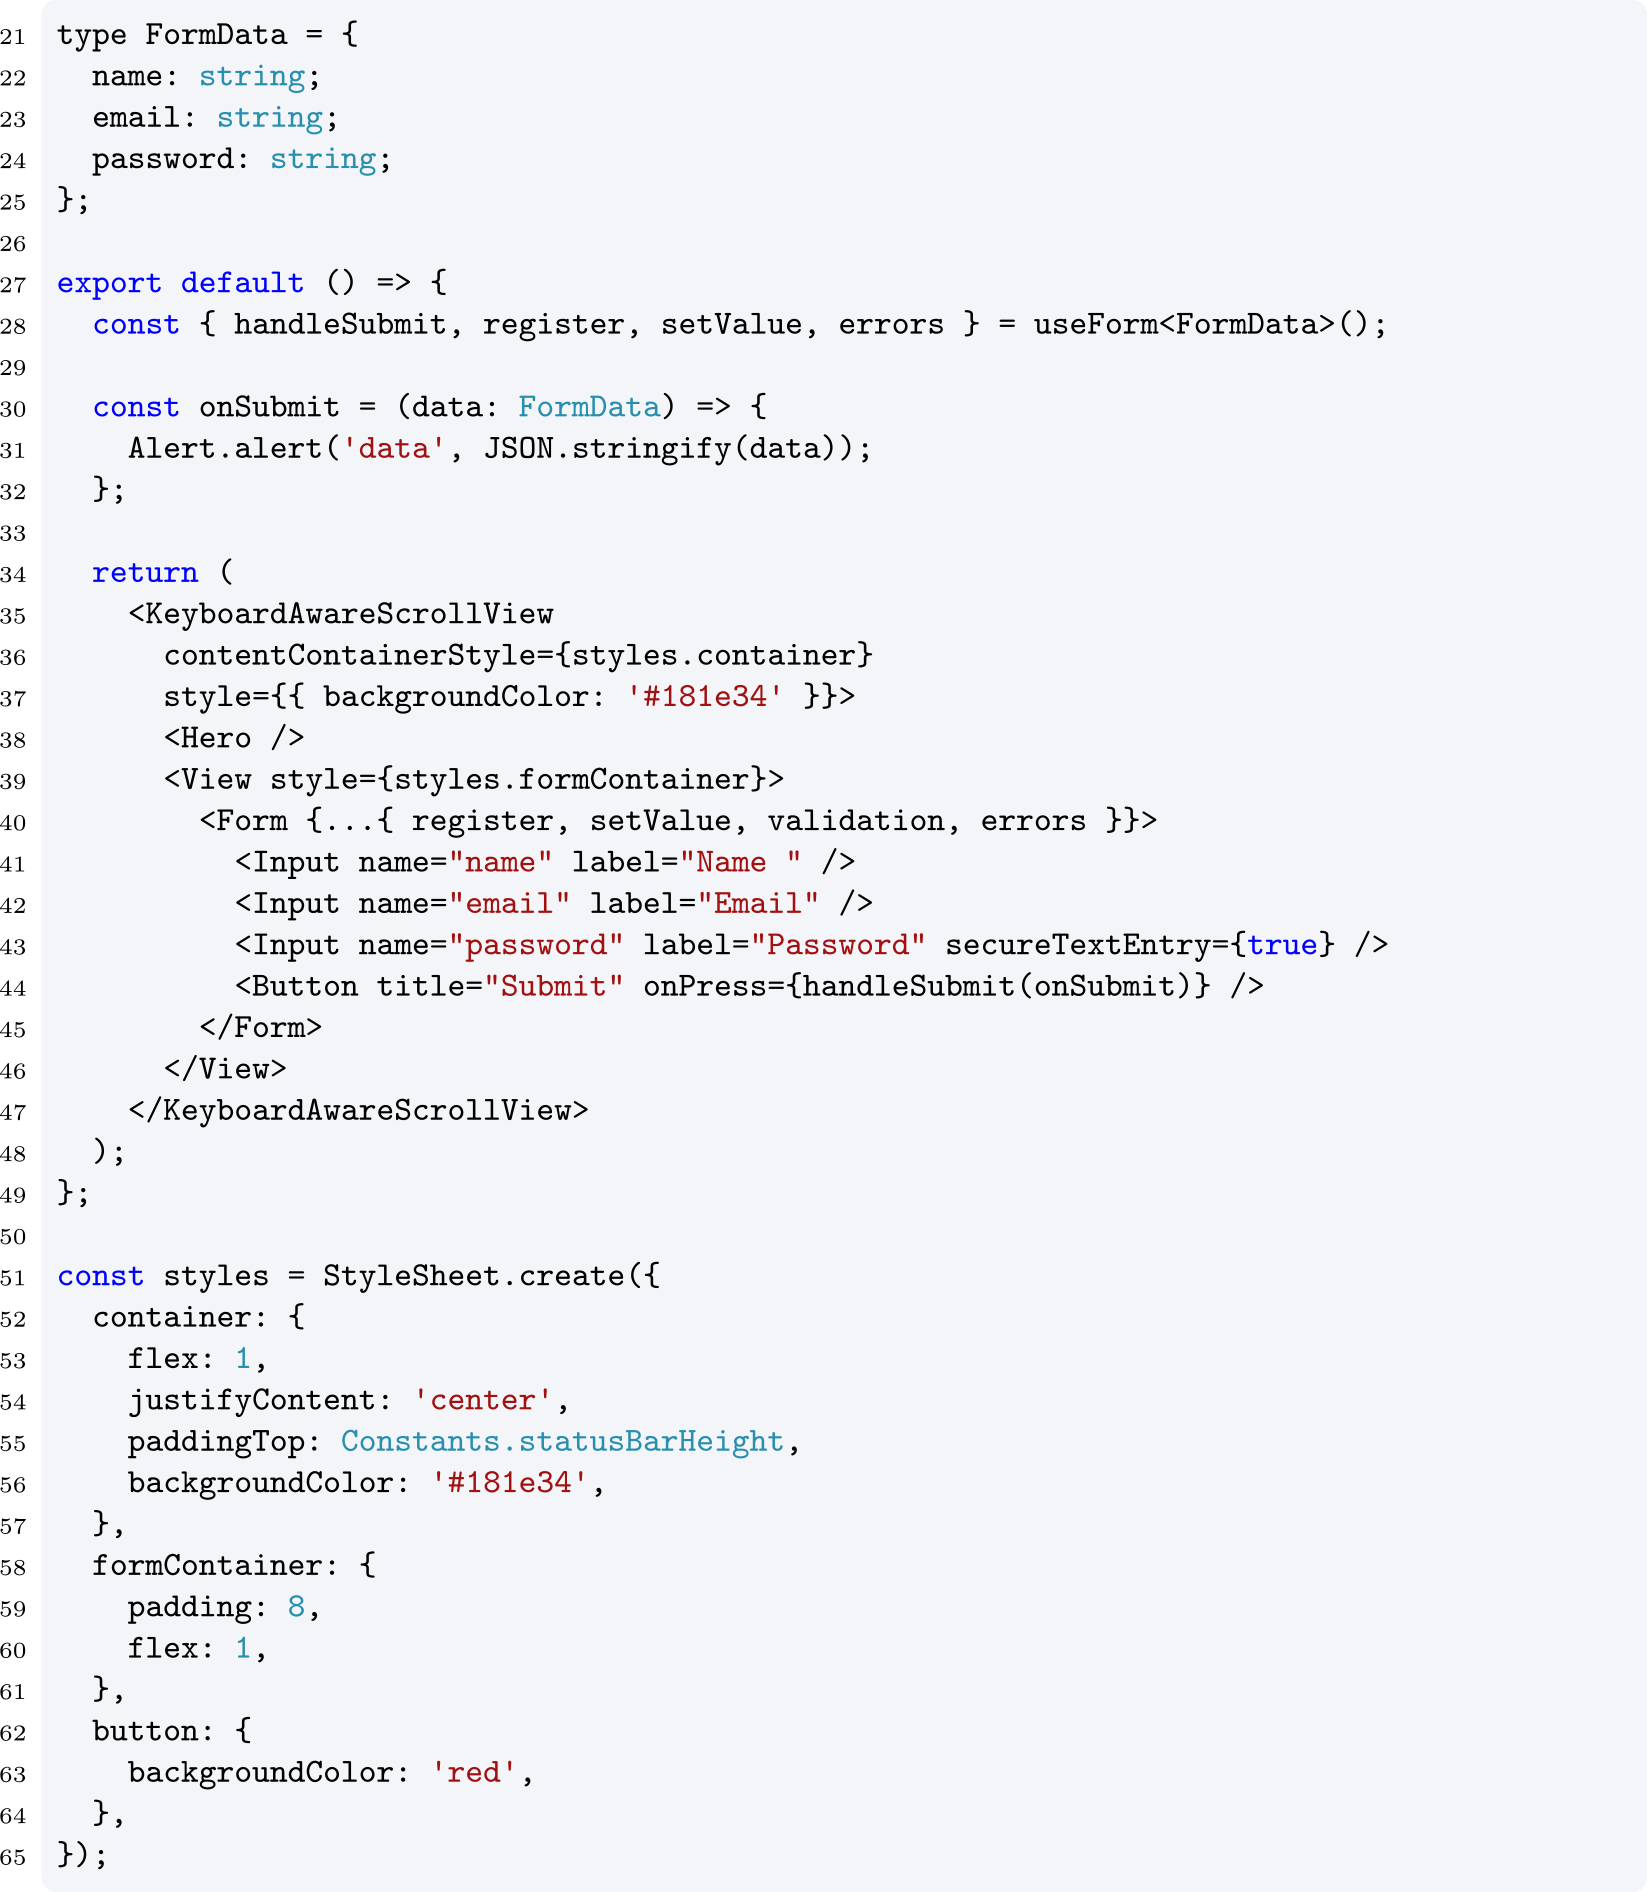 21 type FormData = {
22   name: string;
23   email: string;
24   password: string;
25 };
26
27 export default () => {
28   const { handleSubmit, register, setValue, errors } = useForm<FormData>();
29
30   const onSubmit = (data: FormData) => {
31     Alert.alert('data', JSON.stringify(data));
32   };
33
34   return (
35     <KeyboardAwareScrollView
36       contentContainerStyle={styles.container}
37       style={{ backgroundColor: '#181e34' }}>
38       <Hero />
39       <View style={styles.formContainer}>
40         <Form {...{ register, setValue, validation, errors }}>
41           <Input name="name" label="Name " />
42           <Input name="email" label="Email" />
43           <Input name="password" label="Password" secureTextEntry={true} />
44           <Button title="Submit" onPress={handleSubmit(onSubmit)} />
45         </Form>
46       </View>
47     </KeyboardAwareScrollView>
48   );
49 };
50
51 const styles = StyleSheet.create({
52   container: {
53     flex: 1,
54     justifyContent: 'center',
55     paddingTop: Constants.statusBarHeight,
56     backgroundColor: '#181e34',
57   },
58   formContainer: {
59     padding: 8,
60     flex: 1,
61   },
62   button: {
63     backgroundColor: 'red',
64   },
65 });